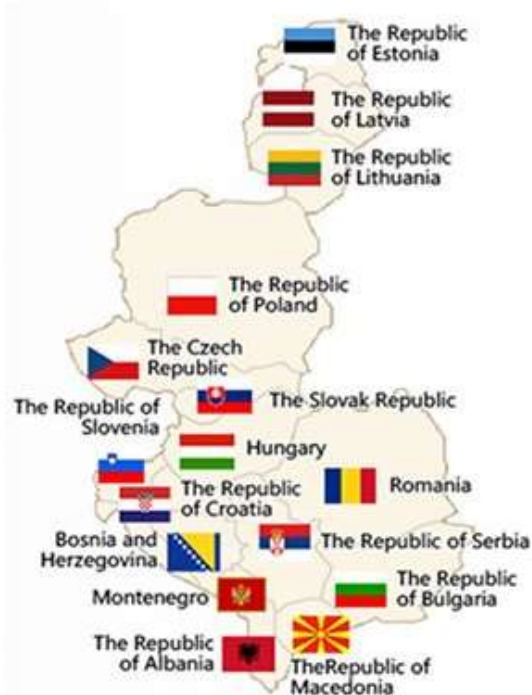 The Republic
of Estonia
The Republic
of Latvia
The Republic
of Lithuania
The Republic
of Poland
The Czech
Republic
The Slovak Republic
The Republic of
Slovenia
Hungary
The Republic
of Croatia
Romania
Bosnia and
Herzegovina
The Republic of Serbia
Montenegro
The Republic
of Bulgaria
The Republic
of Albania
TheRepublic of
Macedonia